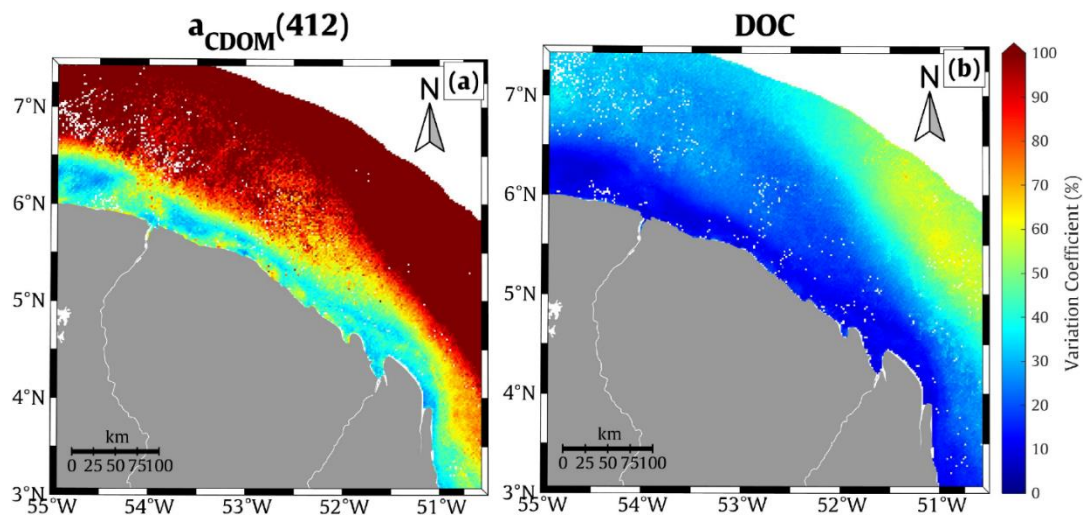 a_CDOM(412)
DOC
(a)
(b)
N
N
7°N
6°N
5°N
4°N
3°N
7°N
6°N
5°N
4°N
3°N
km
0 25 50 75 100
km
0 25 50 75 100
55°W 54°W 53°W 52°W 51°W
55°W 54°W 53°W 52°W 51°W
100
90
80
70
60
50
40
30
20
10
0
Variation Coefficient (%)